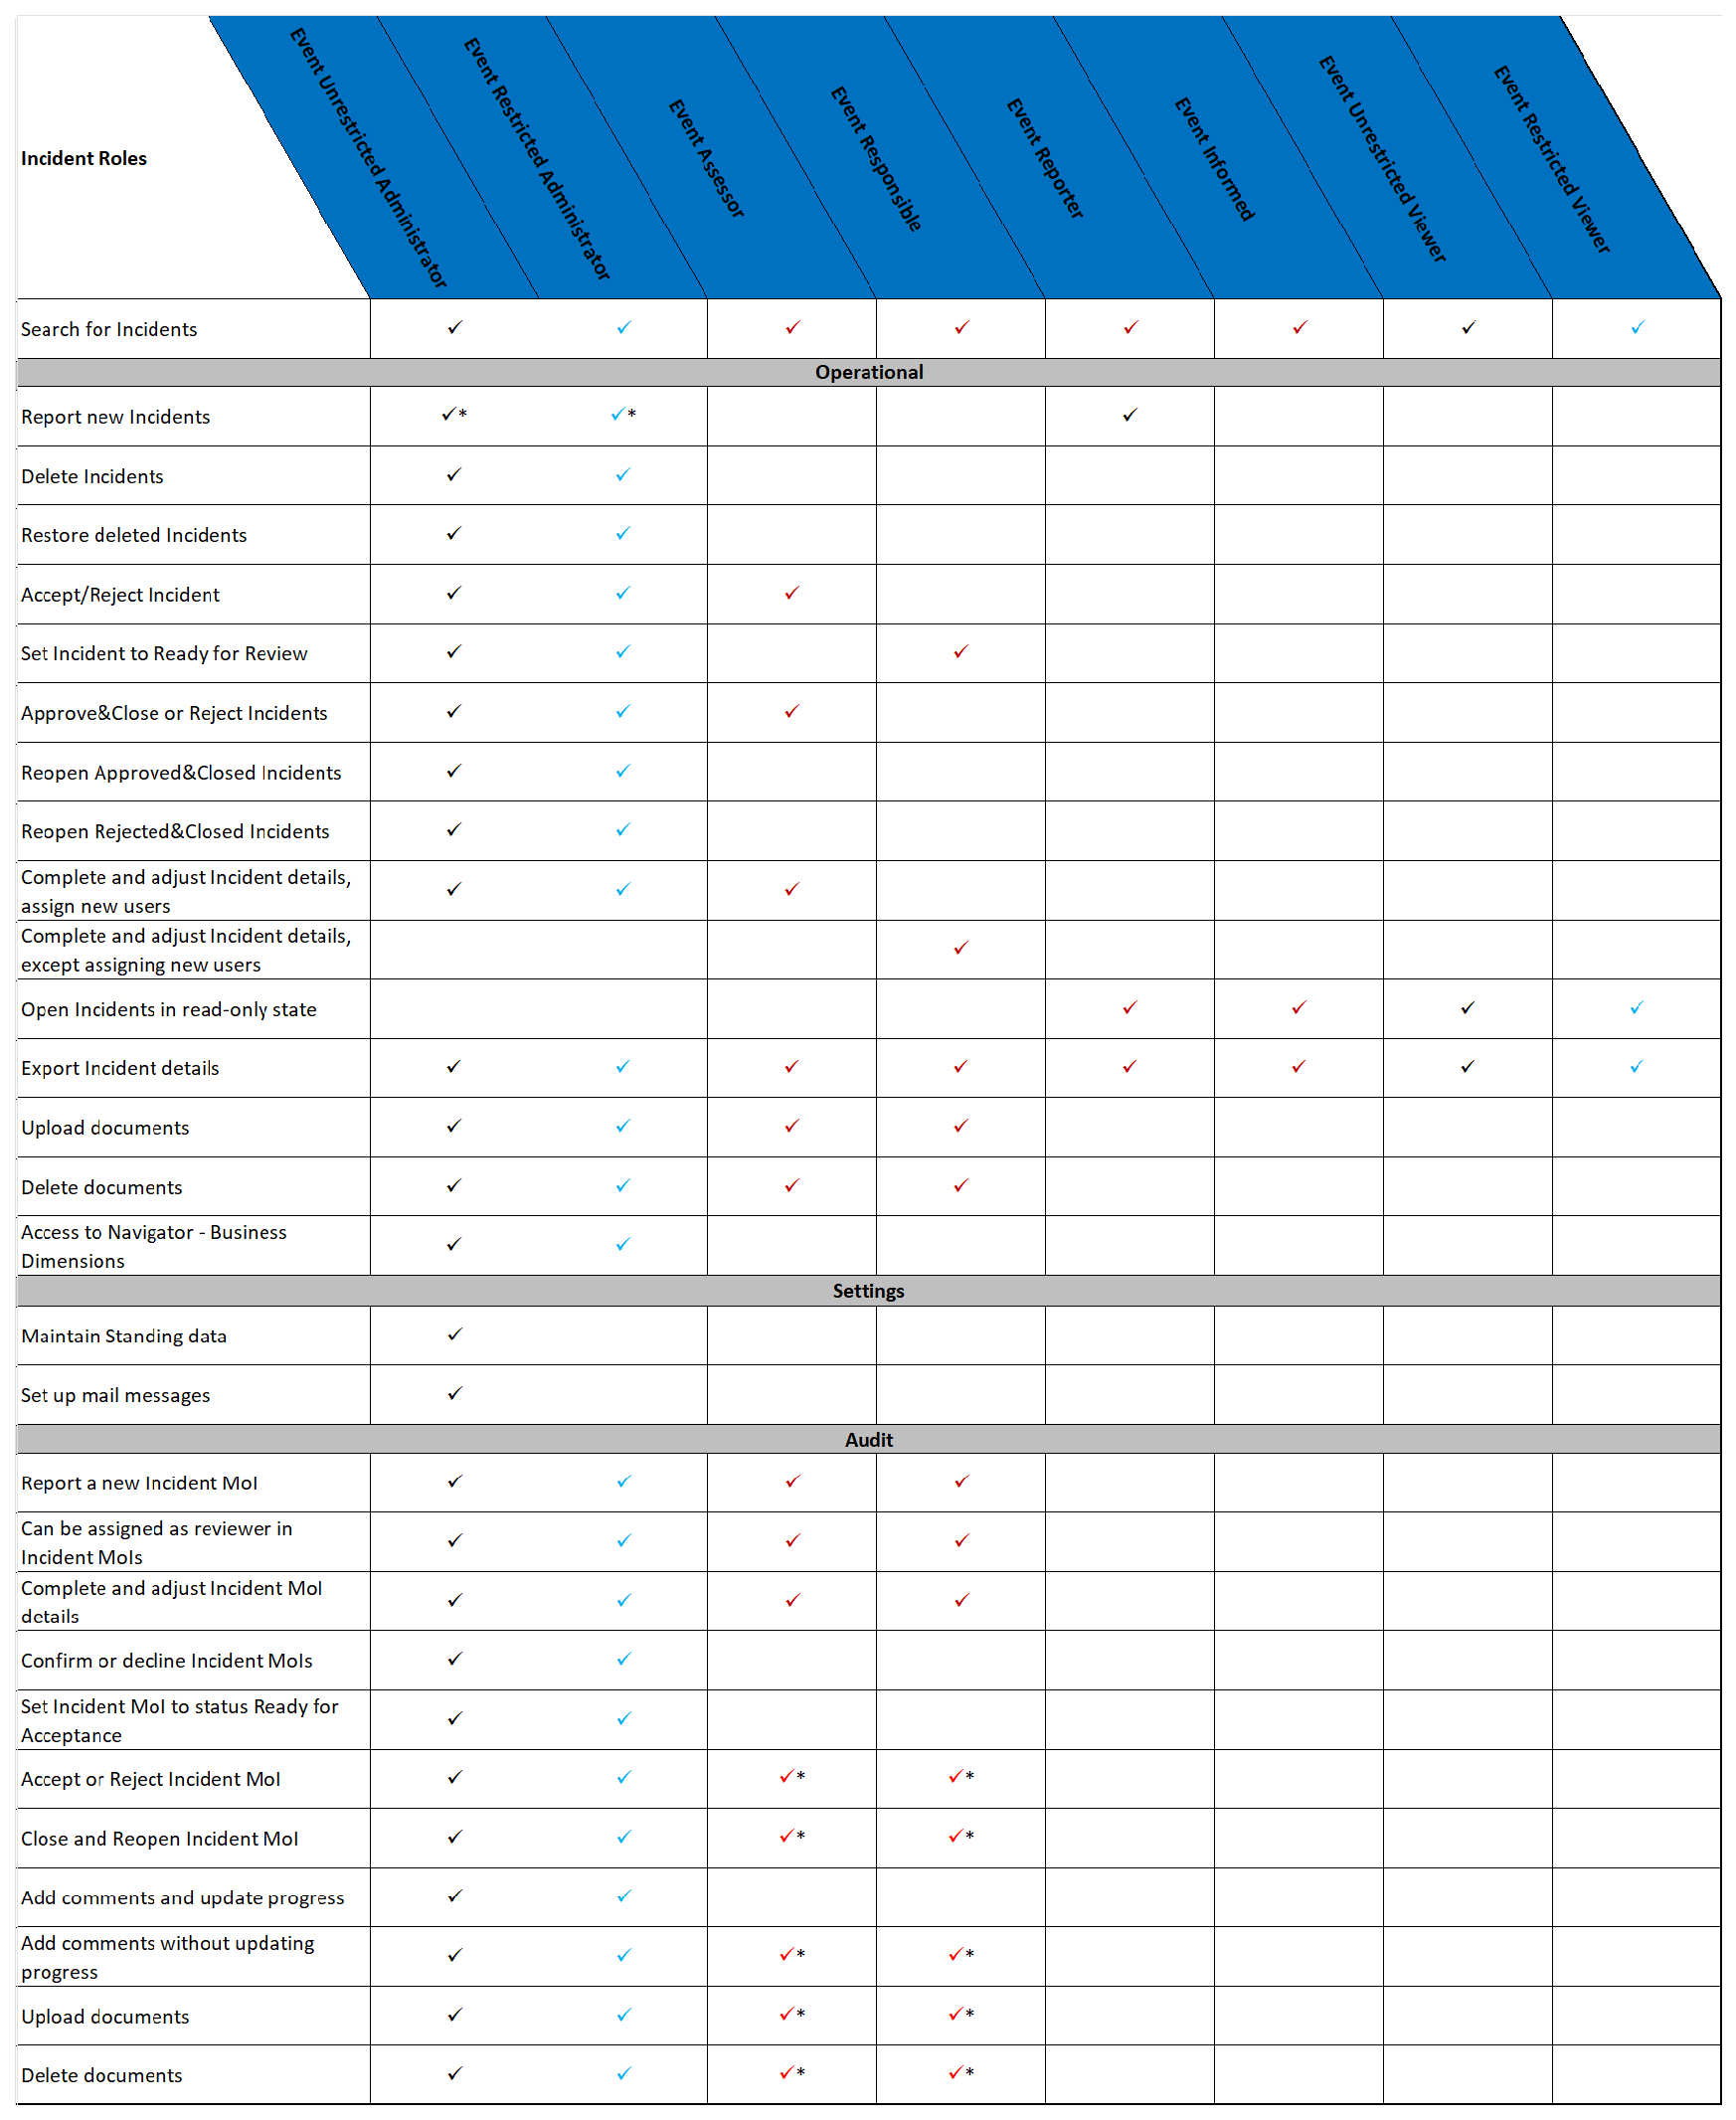 Event Unrestricted Administrator
Event Restricted Administrator
Event Assessor
Event Responsible
Event Reporter
Event Informed
Event Unrestricted Viewer
Event Restricted Viewer
Incident Roles
Search for Incidents ✓ ✓ ✓ ✓ ✓ ✓ ✓ ✓
Operational
Report new Incidents ✓* ✓* ✓
Delete Incidents ✓ ✓
Restore deleted Incidents ✓ ✓
Accept/Reject Incident ✓ ✓ ✓
Set Incident to Ready for Review ✓ ✓ ✓
Approve&Close or Reject Incidents ✓ ✓ ✓
Reopen Approved&Closed Incidents ✓ ✓
Reopen Rejected&Closed Incidents ✓ ✓
Complete and adjust Incident details,
assign new users ✓ ✓ ✓
Complete and adjust Incident details,
except assigning new users ✓
Open Incidents in read-only state ✓ ✓ ✓ ✓
Export Incident details ✓ ✓ ✓ ✓ ✓ ✓ ✓ ✓
Upload documents ✓ ✓ ✓ ✓
Delete documents ✓ ✓ ✓ ✓
Access to Navigator - Business
Dimensions ✓ ✓
Settings
Maintain Standing data ✓
Set up mail messages ✓
Audit
Report a new Incident MoI ✓ ✓ ✓ ✓
Can be assigned as reviewer in
Incident MoIs ✓ ✓ ✓ ✓
Complete and adjust Incident MoI
details ✓ ✓ ✓ ✓
Confirm or decline Incident MoIs ✓ ✓
Set Incident MoI to status Ready for
Acceptance ✓ ✓
Accept or Reject Incident MoI ✓ ✓ ✓* ✓*
Close and Reopen Incident MoI ✓ ✓ ✓* ✓*
Add comments and update progress ✓ ✓
Add comments without updating
progress ✓ ✓ ✓* ✓*
Upload documents ✓ ✓ ✓* ✓*
Delete documents ✓ ✓ ✓* ✓*